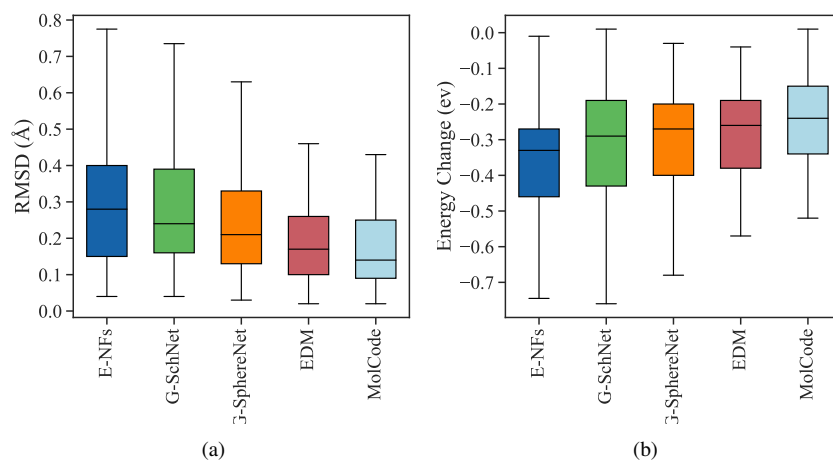 RMSD (Å)
0.8
0.7
0.6
0.5
0.4
0.3
0.2
0.1
0.0
E-NFs
G-SchNet
G-SphereNet
EDM
MolCode
(a)
Energy Change (ev)
−0.0
−0.1
−0.2
−0.3
−0.4
−0.5
−0.6
−0.7
E-NFs
G-SchNet
G-SphereNet
EDM
MolCode
(b)